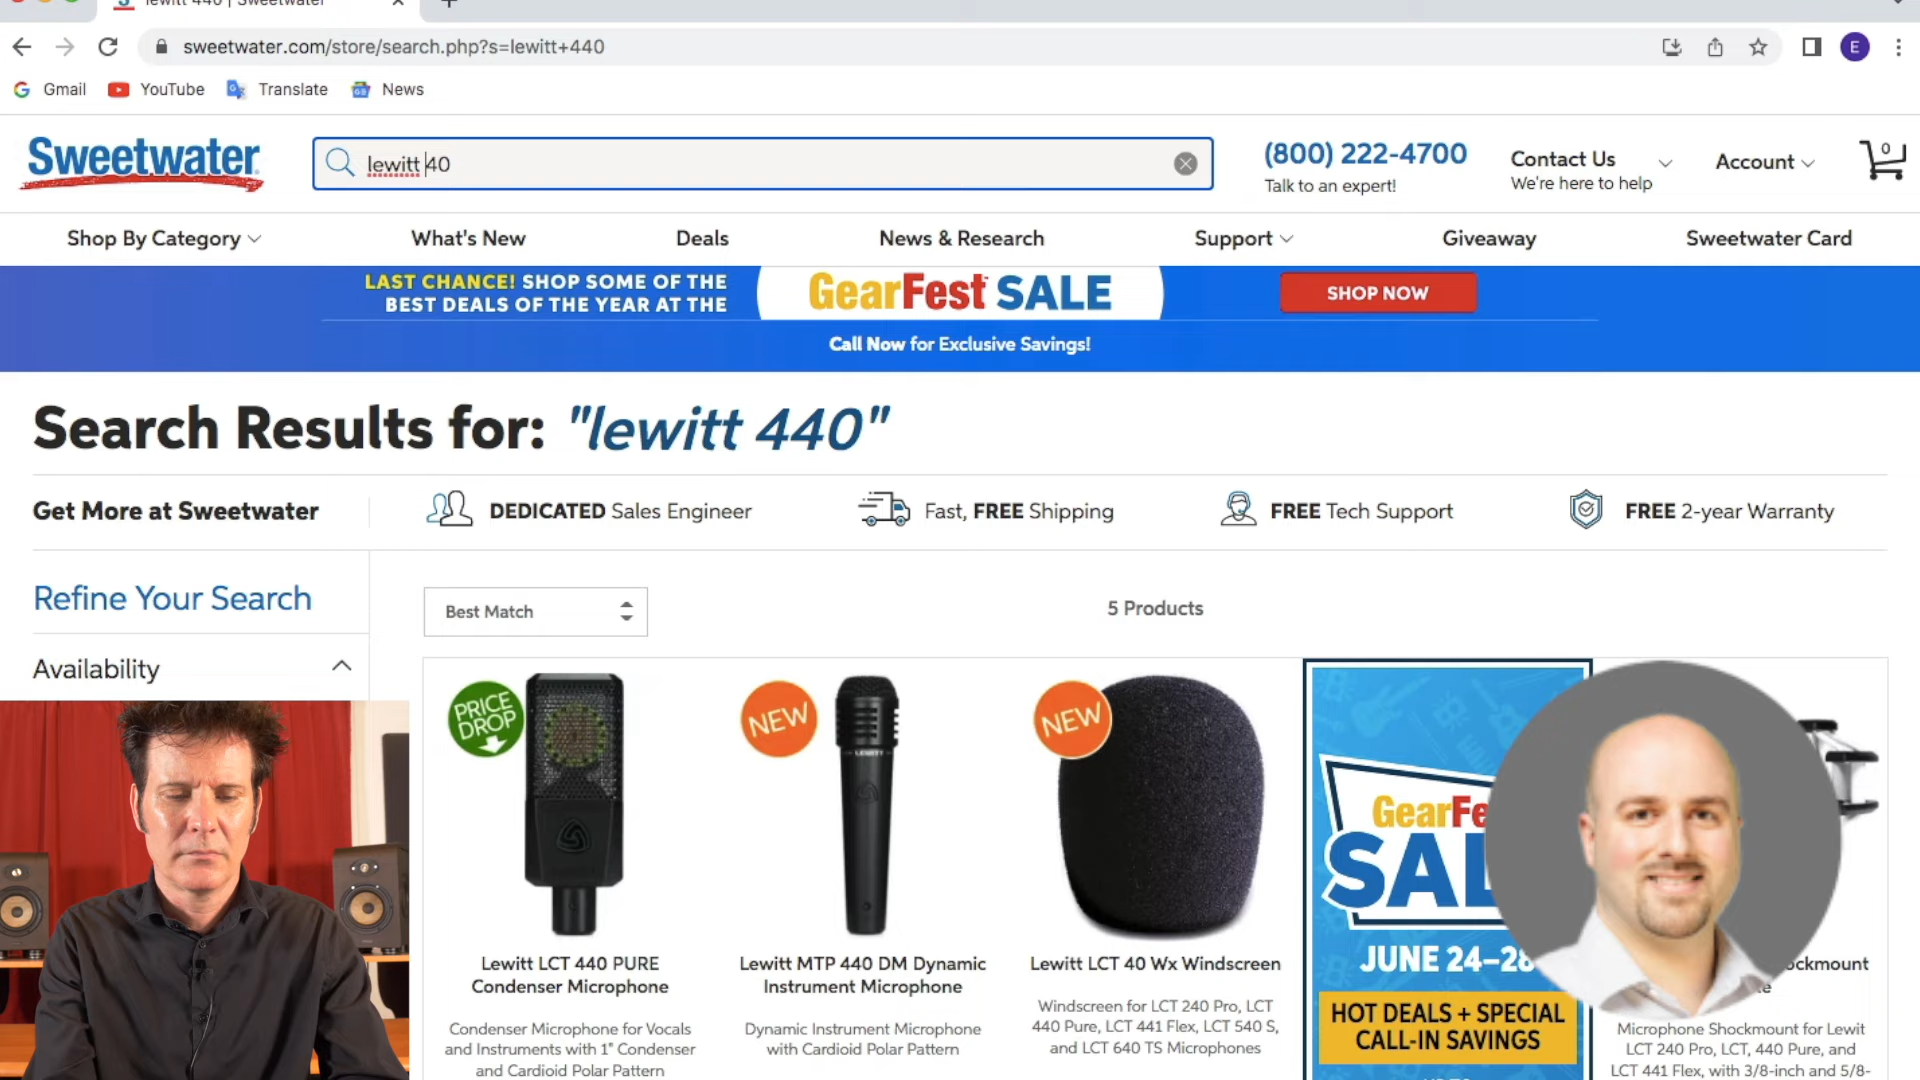 lewitt 440 | Sweetwater
sweetwater.com/store/search.php?s=lewitt+440
E
Gmail
YouTube
Translate
News
Sweetwater
lewitt 40
(800) 222-4700
Talk to an expert!
Contact Us
We're here to help
Account
0
Shop By Category
What's New
Deals
News & Research
Support
Giveaway
Sweetwater Card
LAST CHANCE! SHOP SOME OF THE
BEST DEALS OF THE YEAR AT THE
GearFest SALE
SHOP NOW
Call Now for Exclusive Savings!
Search Results for: "lewitt 440"
Get More at Sweetwater
DEDICATED Sales Engineer
Fast, FREE Shipping
FREE Tech Support
FREE 2-year Warranty
Refine Your Search
Best Match
5 Products
Availability
PRICE
DROP
NEW
LEWITT
NEW
Lewitt LCT 440 PURE
Condenser Microphone
Condenser Microphone for Vocals
and Instruments with 1" Condenser
and Cardioid Polar Pattern
Lewitt MTP 440 DM Dynamic
Instrument Microphone
Dynamic Instrument Microphone
with Cardioid Polar Pattern
Lewitt LCT 40 Wx Windscreen
Windscreen for LCT 240 Pro, LCT
440 Pure, LCT 441 Flex, LCT 540 S,
and LCT 640 TS Microphones
GearFe
SAL
JUNE 24–28
HOT DEALS + SPECIAL
CALL-IN SAVINGS
ockmount
Microphone Shockmount for Lewitt
LCT 240 Pro, LCT, 440 Pure, and
LCT 441 Flex, with 3/8-inch and 5/8-